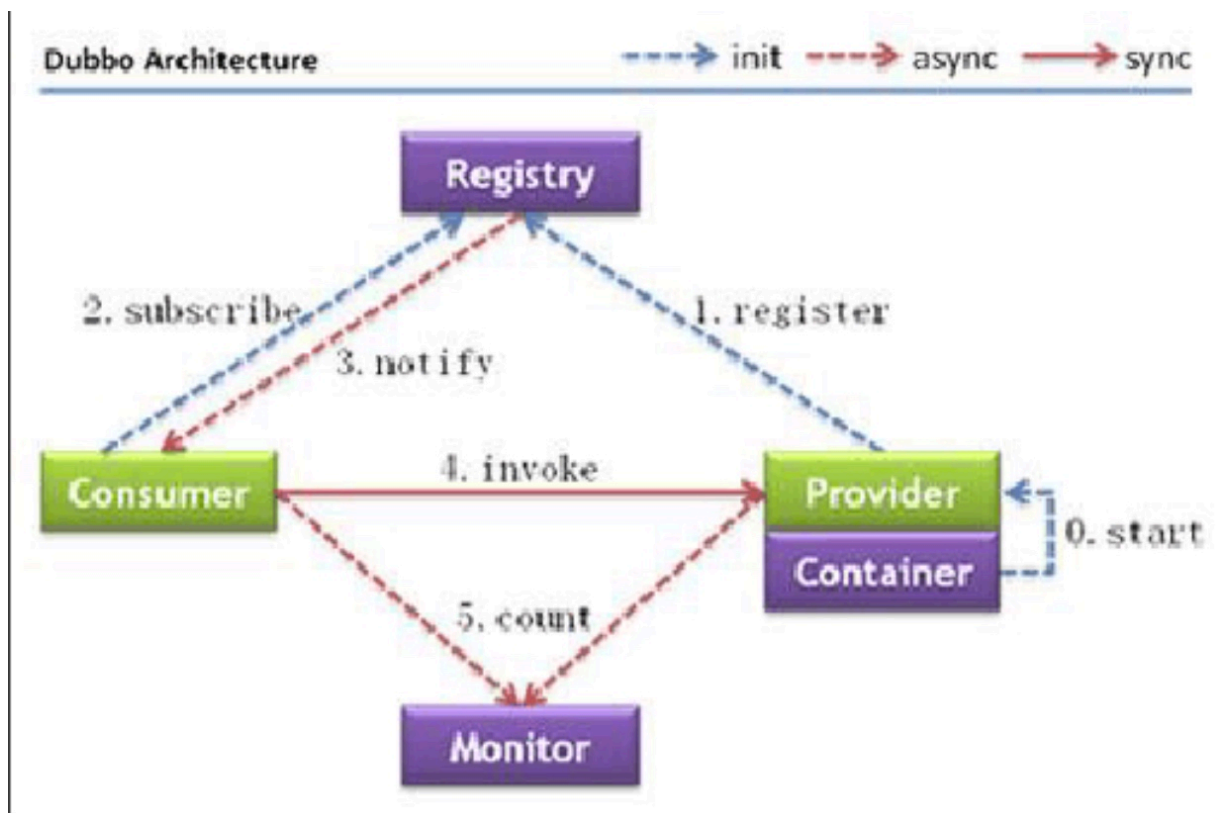 Dubbo Architecture
init
async
sync
Registry
2. subscribe
1. register
3. notify
Consumer
4. invoke
Provider
0. start
Container
5. count
Monitor